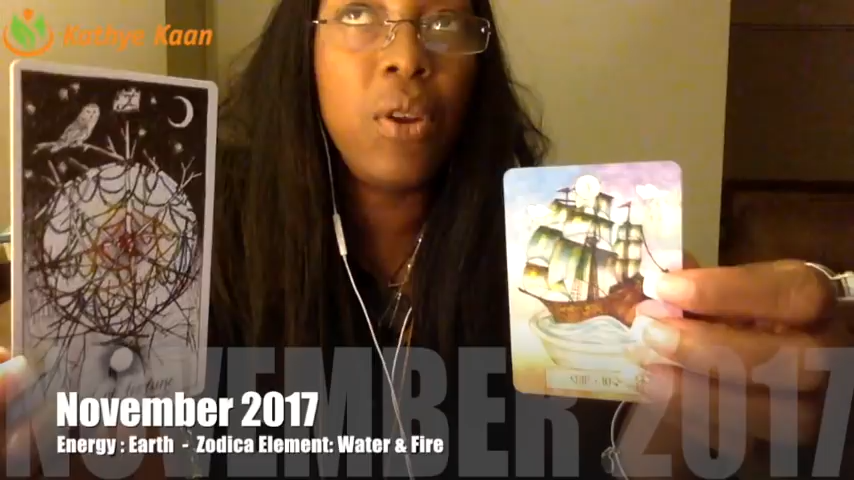 Kathye Kaan
NOVEMBER 2017
November 2017
Energy : Earth - Zodica Element: Water & Fire